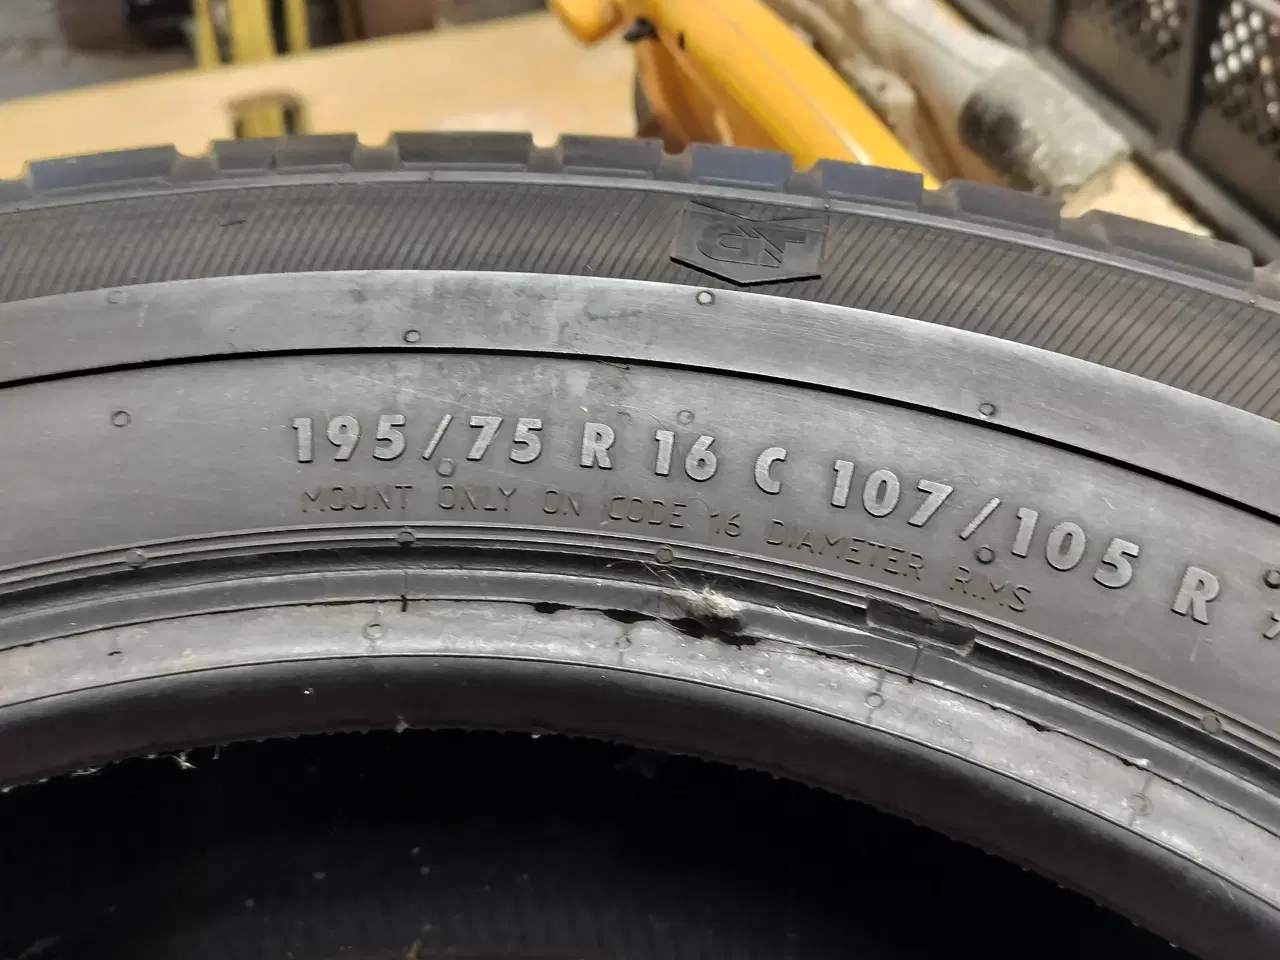 195/75 R 16 C 107/105 R
MOUNT ONLY ON CODE 16 DIAMETER RIMS